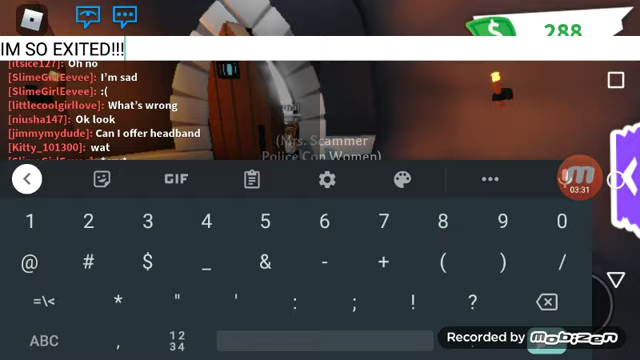 288
IM SO EXITED!!!
[itsice127]: Oh no
[SlimeGirlEevee]: I'm sad
[SlimeGirlEevee]: :(
[littlecoolgirllove]: What's wrong
[niusha147]: Ok look
[jimmymydude]: Can I offer headband
[Kitty_101300]: wat
(Mrs. Scammer
Police Cop Women)
GIF
03:31
1 2 3 4 5 6 7 8 9 0
@ # $ _ & - + ( ) /
=\< * " ' : ; ! ?
ABC , 12
34
Recorded by Mobizen